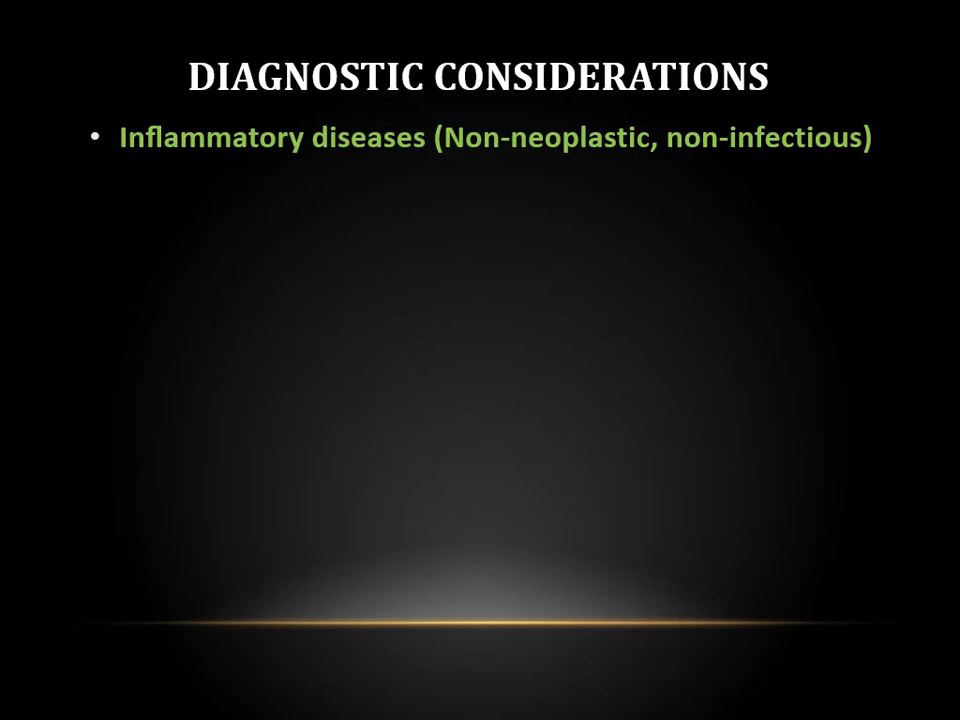 DIAGNOSTIC CONSIDERATIONS
• Inflammatory diseases (Non-neoplastic, non-infectious)